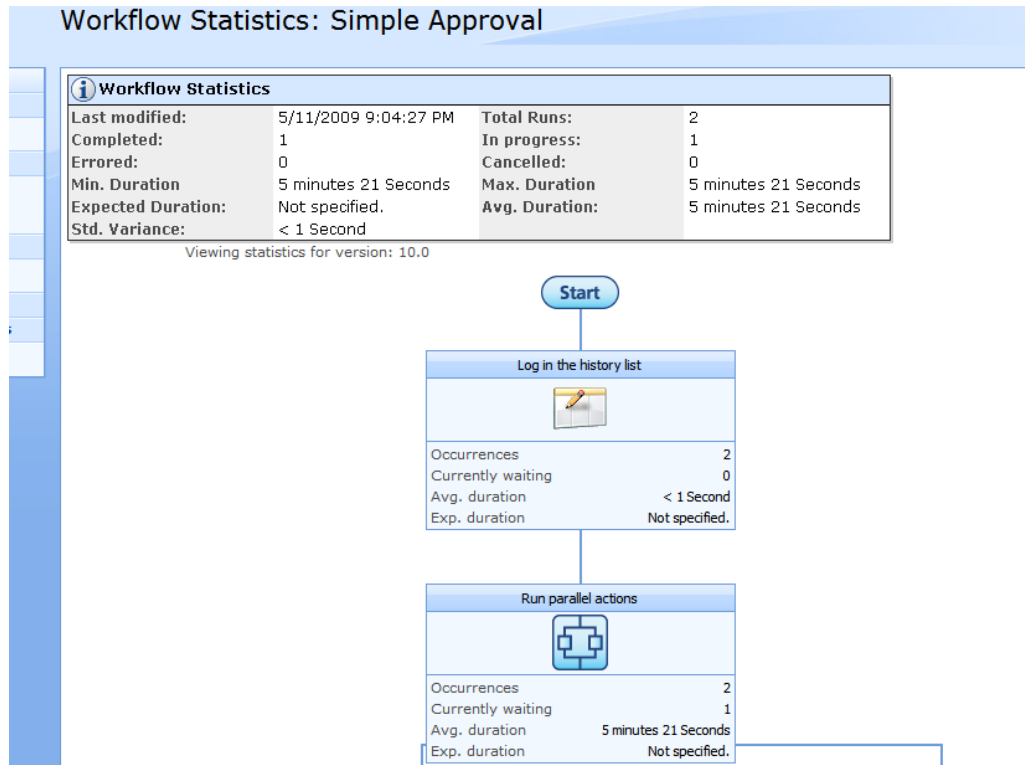 Workflow Statistics: Simple Approval
Workflow Statistics
Last modified: 5/11/2009 9:04:27 PM Total Runs: 2
Completed: 1 In progress: 1
Errored: 0 Cancelled: 0
Min. Duration 5 minutes 21 Seconds Max. Duration 5 minutes 21 Seconds
Expected Duration: Not specified. Avg. Duration: 5 minutes 21 Seconds
Std. Variance: < 1 Second
Viewing statistics for version: 10.0
Start
Log in the history list
Occurrences 2
Currently waiting 0
Avg. duration < 1 Second
Exp. duration Not specified.
Run parallel actions
Occurrences 2
Currently waiting 1
Avg. duration 5 minutes 21 Seconds
Exp. duration Not specified.